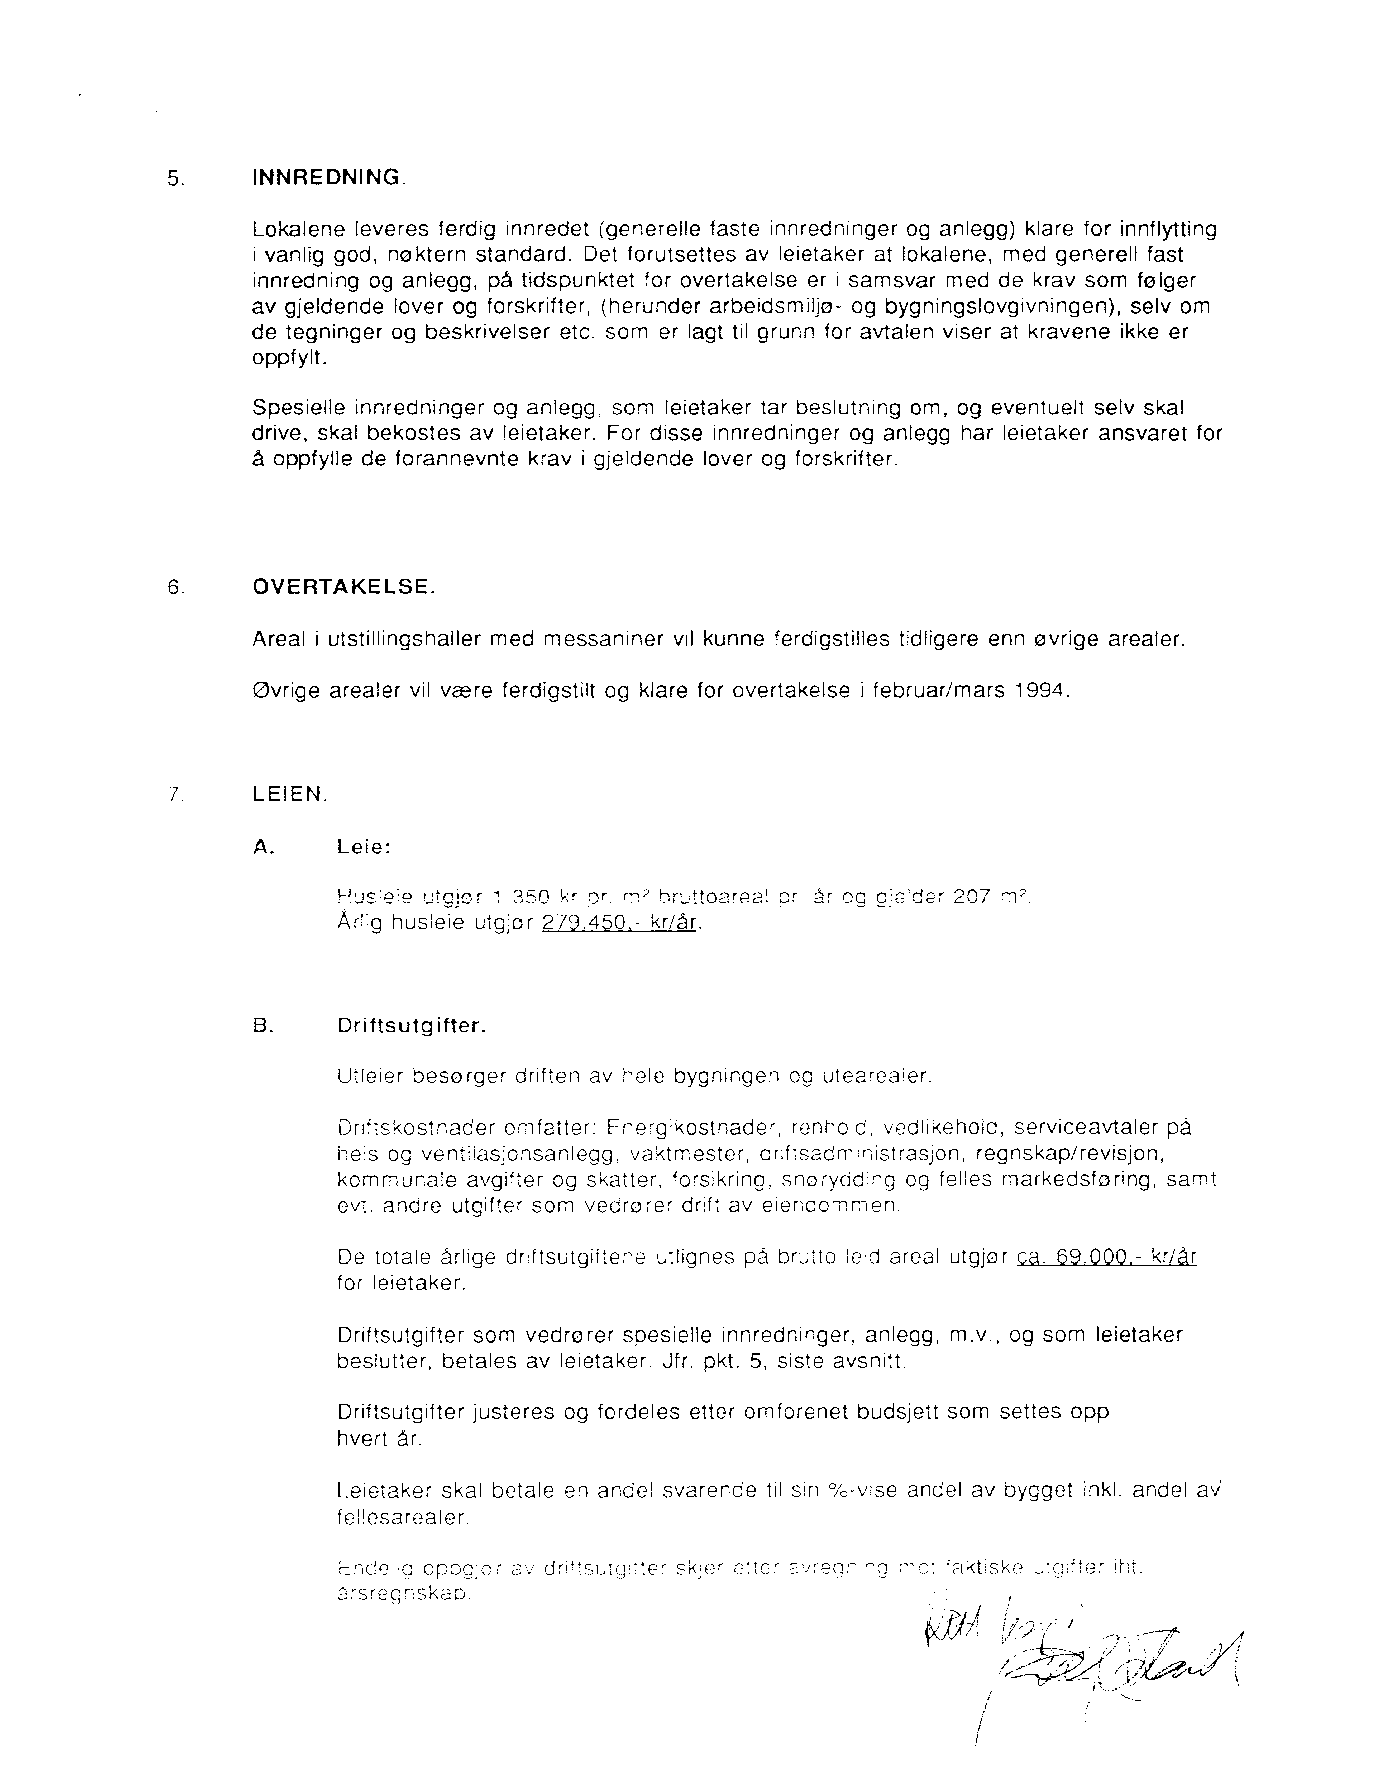 5. INNREDNING.
Lokalene leveres ferdig innredet (generelle faste innredninger og anlegg) klare for innflytting
i vanlig god, nøktern standard. Det forutsettes av leietaker at lokalene, med generell fast
innredning og anlegg, på tidspunktet for overtakelse er i samsvar med de krav som følger
av gjeldende lover og forskrifter, (herunder arbeidsmiljø- og bygningslovgivningen), selv om
de tegninger og beskrivelser etc. som er lagt til grunn for avtalen viser at kravene ikke er
oppfylt.
Spesielle innredninger og anlegg, som leietaker tar beslutning om, og eventuelt selv skal
drive, skal bekostes av leietaker. For disse innredninger og anlegg har leietaker ansvaret for
å oppfylle de forannevnte krav i gjeldende lover og forskrifter.
6. OVERTAKELSE.
Areal i utstillingshaller med messaniner vil kunne ferdigstilles tidligere enn øvrige arealer.
Øvrige arealer vil være ferdigstilt og klare for overtakelse i februar/mars 1994.
7. LEIEN.
A. Leie:
Husleie utgjør 1 350 kr pr. m² bruttoareal pr. år og gjelder 207 m².
Årlig husleie utgjør 279.450,- kr/år.
B. Driftsutgifter.
Utleier besørger driften av hele bygningen og utearealer.
Driftskostnader omfatter: Energikostnader, renhold, vedlikehold, serviceavtaler på
heis og ventilasjonsanlegg, vaktmester, driftsadministrasjon, regnskap/revisjon,
kommunale avgifter og skatter, forsikring, snørydding og felles markedsføring, samt
evt. andre utgifter som vedrører drift av eiendommen.
De totale årlige driftsutgiftene utlignes på brutto leid areal utgjør ca. 69.000,- kr/år
for leietaker.
Driftsutgifter som vedrører spesielle innredninger, anlegg, m.v., og som leietaker
beslutter, betales av leietaker. Jfr. pkt. 5, siste avsnitt.
Driftsutgifter justeres og fordeles etter omforenet budsjett som settes opp
hvert år.
Leietaker skal betale en andel svarende til sin %-vise andel av bygget inkl. andel av
fellesarealer.
Endelig oppgjør av driftsutgifter skjer etter avregning mot faktiske utgifter iht.
årsregnskap.